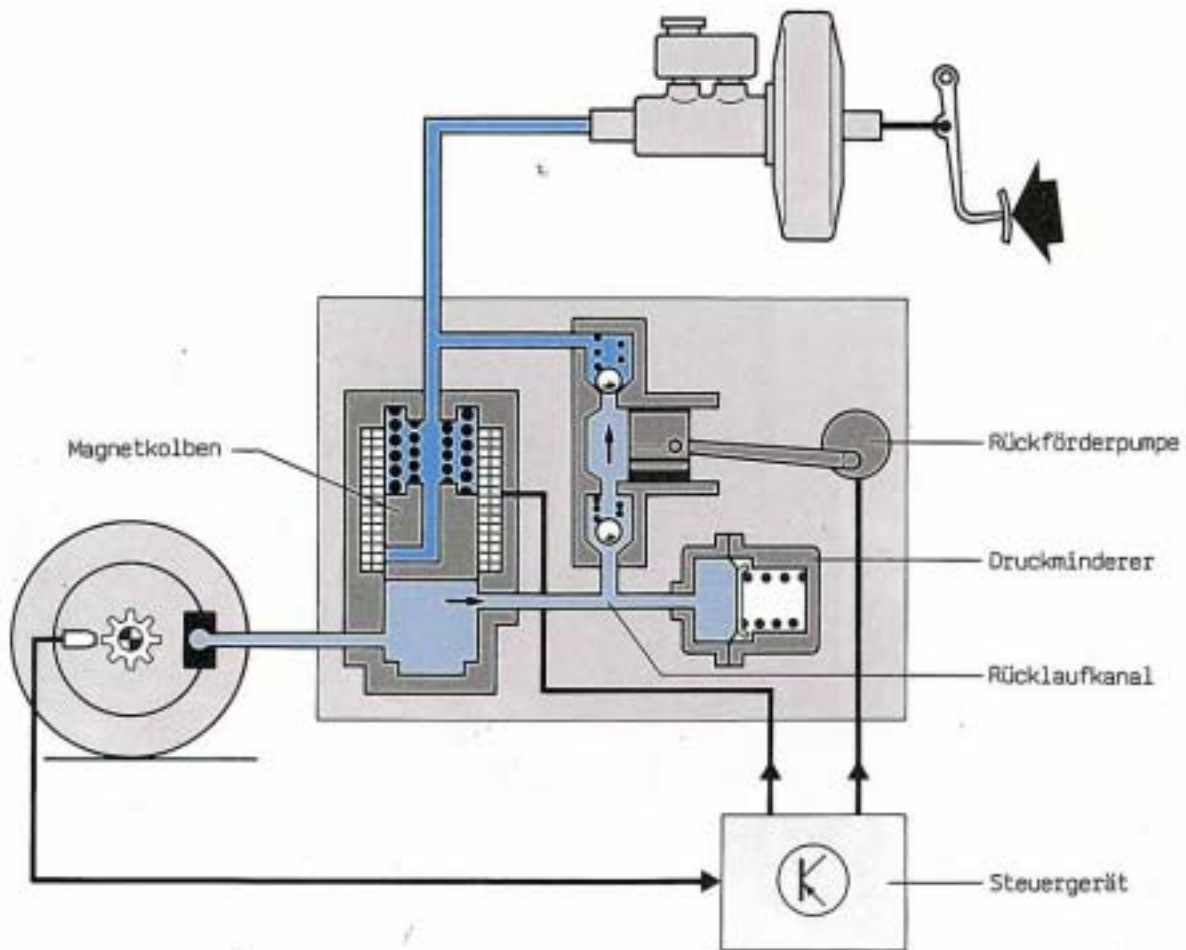 Magnetkolben
Rückförderpumpe
Druckminderer
Rücklaufkanal
Steuergerät